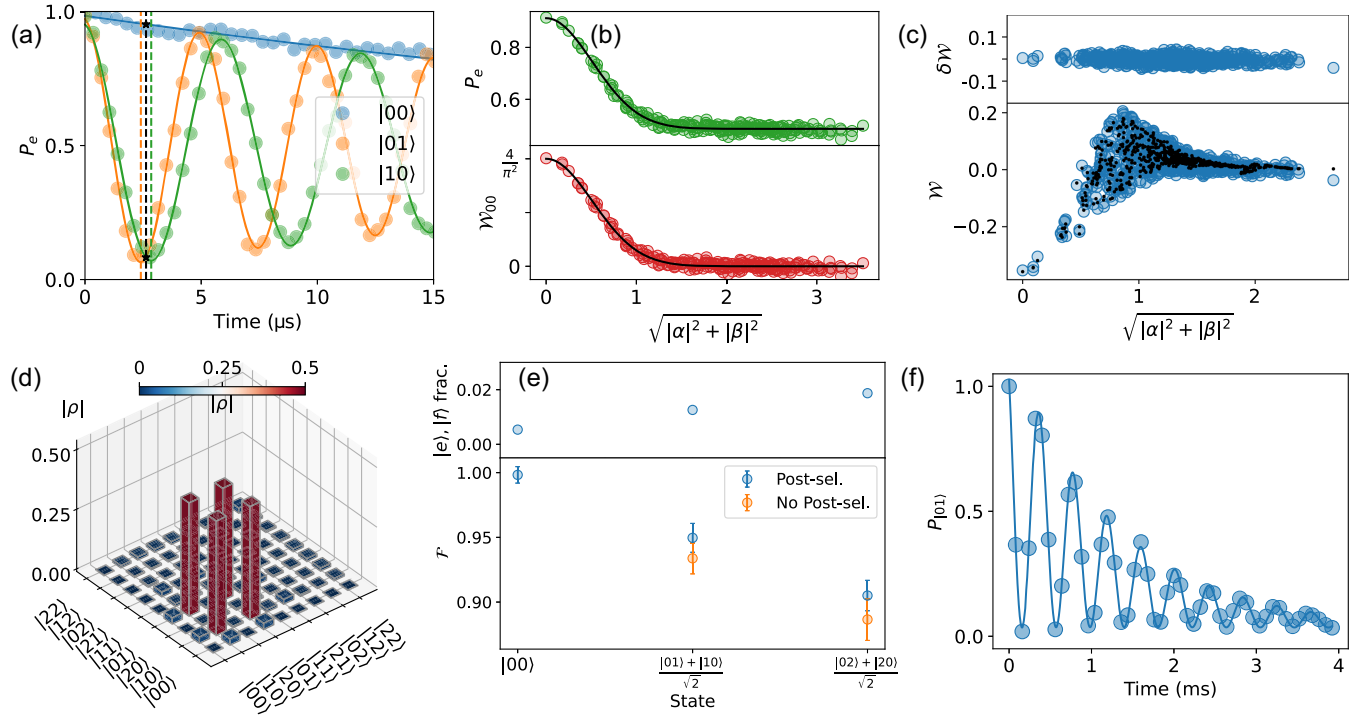 (a)
1.0
0.5
0.0
P_e
|00⟩
|01⟩
|10⟩
0
5
10
15
Time (μs)
(b)
P_e
0.8
0.6
4/π²
𝒲₀₀
0
0
1
2
3
√|α|² + |β|²
(c)
δ𝒲
0.1
-0.1
𝒲
0.2
0.0
−0.2
0
1
2
√|α|² + |β|²
(d)
0
0.25
0.5
|ρ|
|ρ|
0.50
0.25
0.00
|22⟩
|21⟩
|20⟩
|12⟩
|11⟩
|10⟩
|02⟩
|01⟩
|00⟩
|00⟩
|01⟩
|02⟩
|10⟩
|11⟩
|12⟩
|20⟩
|21⟩
|22⟩
(e)
|e⟩, |f⟩ frac.
0.02
0.00
ℱ
1.00
0.95
0.90
Post-sel.
No Post-sel.
|00⟩
|01⟩ + |10⟩
√2
|02⟩ + |20⟩
√2
State
(f)
P|01⟩
1.0
0.5
0.0
0
1
2
3
4
Time (ms)